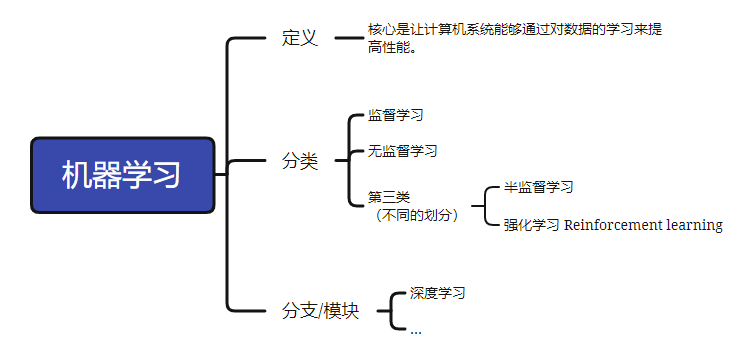 机器学习
定义
核心是让计算机系统能够通过对数据的学习来提
高性能。
分类
监督学习
无监督学习
第三类
（不同的划分）
半监督学习
强化学习 Reinforcement learning
分支/模块
深度学习
...